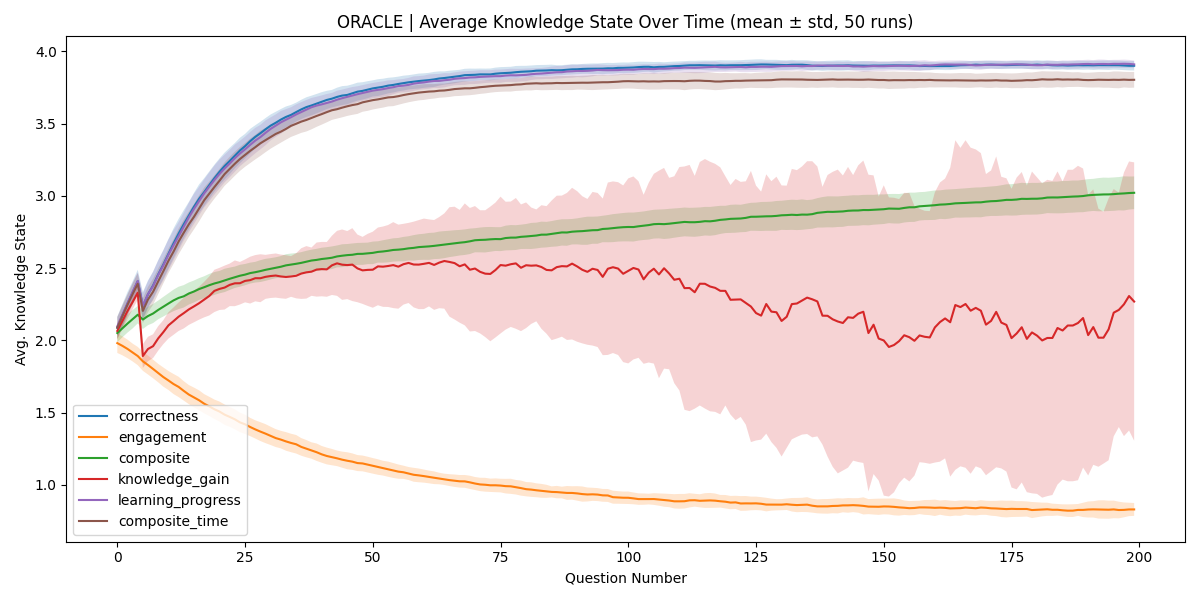 ORACLE | Average Knowledge State Over Time (mean ± std, 50 runs)
4.0
3.5
3.0
2.5
2.0
1.5
1.0
Avg. Knowledge State
correctness
engagement
composite
knowledge_gain
learning_progress
composite_time
0 25 50 75 100 125 150 175 200
Question Number